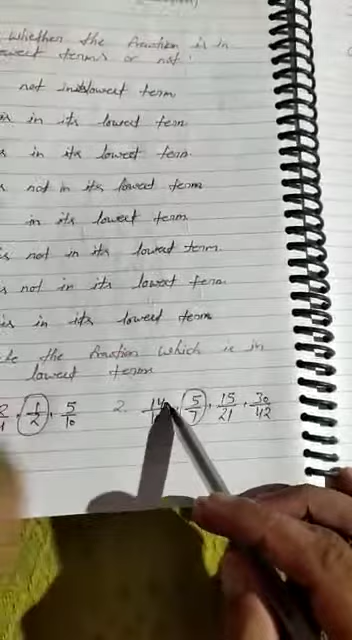 whether the fraction is in
lowest terms or not.
not in its lowest term
in its lowest term
in its lowest term.
not in its lowest term
in its lowest term
is not in its lowest term.
not in its lowest term
is in its lowest term
the fraction which is in
lowest terms
1/2, 5/10 2. 5/7, 15/21, 30/42